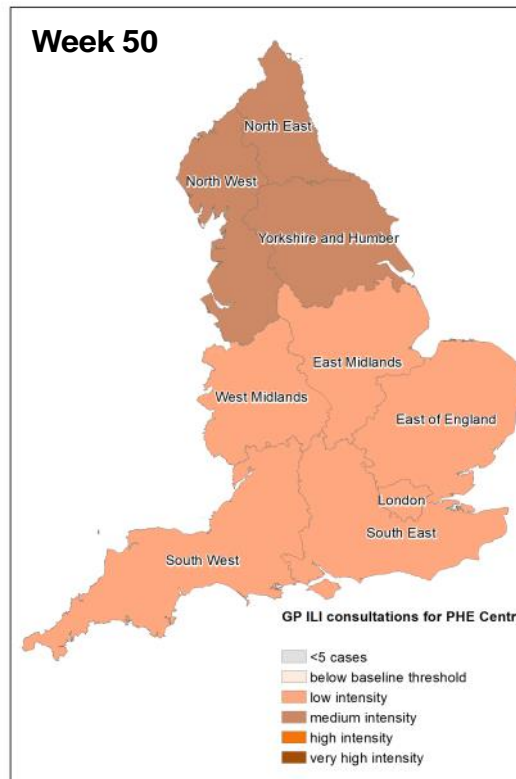 Week 50
North East
North West
Yorkshire and Humber
East Midlands
West Midlands
East of England
London
South East
South West
GP ILI consultations for PHE Centr
<5 cases
below baseline threshold
low intensity
medium intensity
high intensity
very high intensity